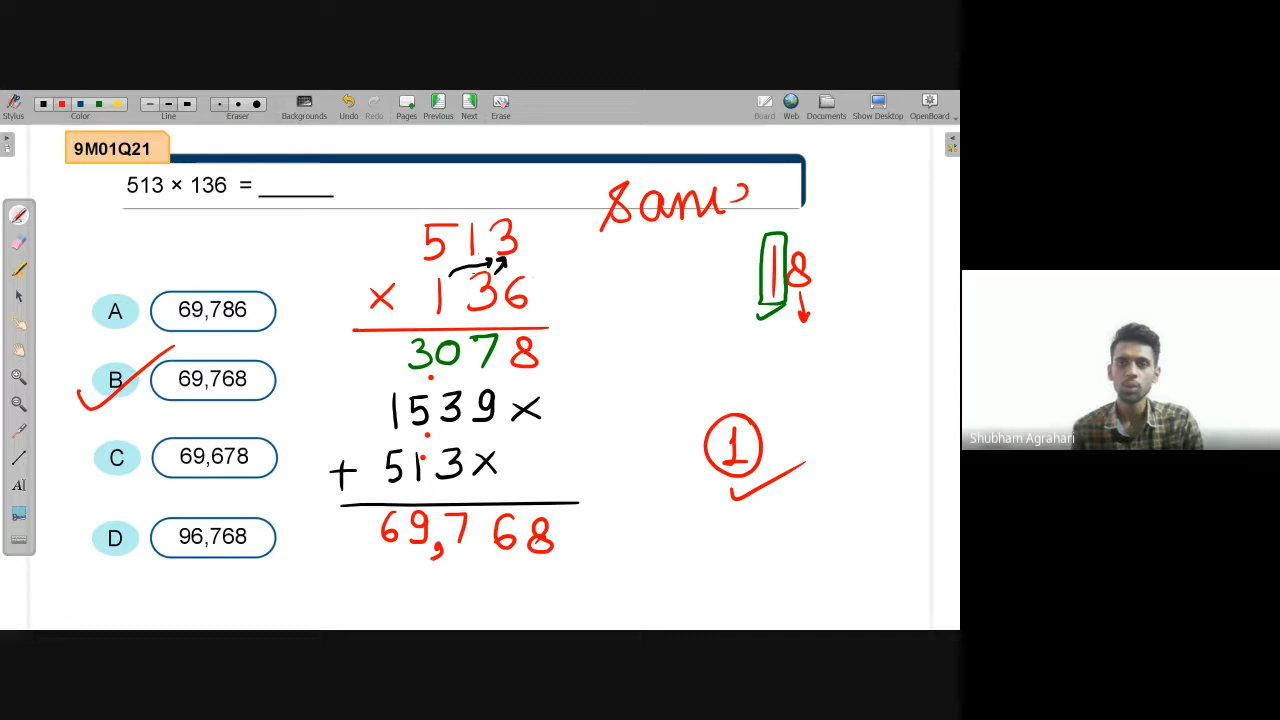 Stylus
Color
Line
Eraser
Backgrounds
Undo
Redo
Pages
Previous
Next
Erase
Board
Web
Documents
Show Desktop
OpenBoard
9M01Q21
513 × 136 = ______
513
× 136
3078
1539×
+ 513×
69,768
18
1
A 69,786
B 69,768
C 69,678
D 96,768
Shubham Agrahari